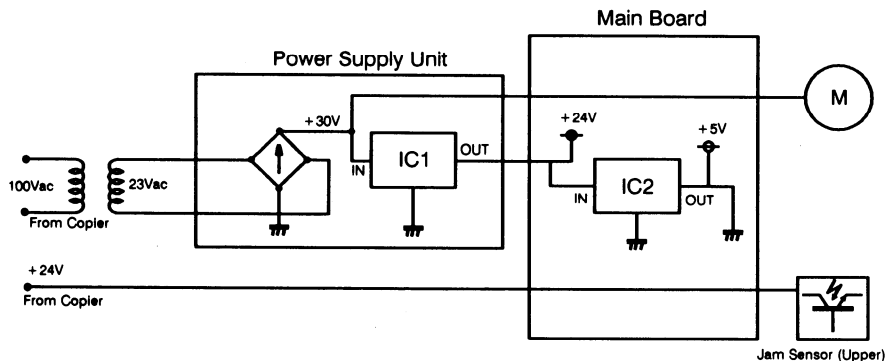 Main Board
Power Supply Unit
+30V
IC1
IN
OUT
+24V
+5V
IC2
IN
OUT
M
100Vac
23Vac
From Copier
+24V
From Copier
Jam Sensor (Upper)